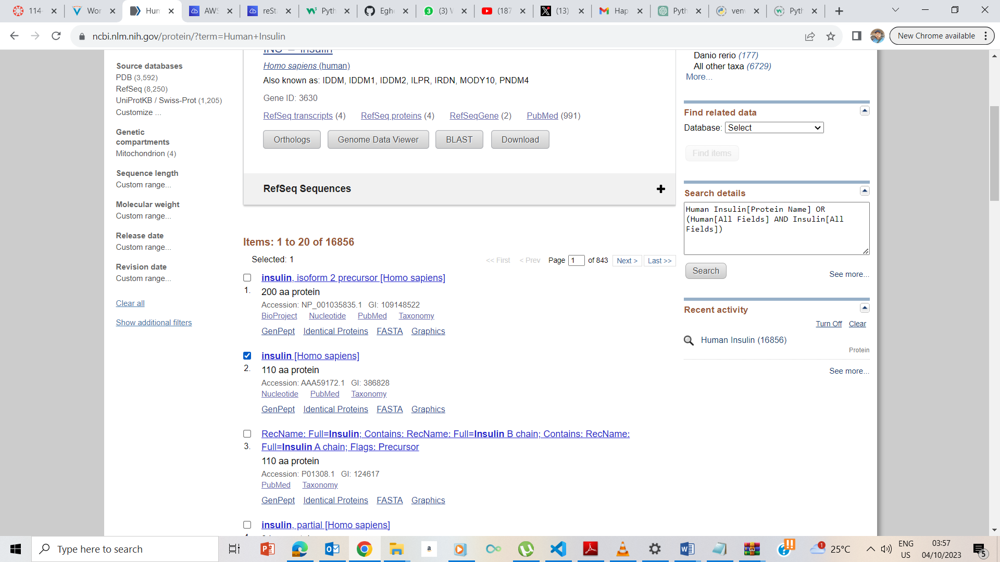 114-
Wor
Hun
AWS
reSt
Pyth
Eghe
(3) V
(187
(13)
Hap
Pyth
venv
Pyth
ncbi.nlm.nih.gov/protein/?term=Human+Insulin
New Chrome available
Source databases
PDB (3,592)
RefSeq (8,250)
UniProtKB / Swiss-Prot (1,205)
Customize ...
Genetic
compartments
Mitochondrion (4)
Sequence length
Custom range...
Molecular weight
Custom range...
Release date
Custom range...
Revision date
Custom range...
Clear all
Show additional filters
INS – insulin
Homo sapiens (human)
Also known as: IDDM, IDDM1, IDDM2, ILPR, IRDN, MODY10, PNDM4
Gene ID: 3630
RefSeq transcripts (4) RefSeq proteins (4) RefSeqGene (2) PubMed (991)
Orthologs Genome Data Viewer BLAST Download
RefSeq Sequences
Items: 1 to 20 of 16856
Selected: 1
<< First < Prev Page 1 of 843 Next > Last >>
insulin, isoform 2 precursor [Homo sapiens]
1. 200 aa protein
Accession: NP_001035835.1 GI: 109148522
BioProject Nucleotide PubMed Taxonomy
GenPept Identical Proteins FASTA Graphics
insulin [Homo sapiens]
2. 110 aa protein
Accession: AAA59172.1 GI: 386828
Nucleotide PubMed Taxonomy
GenPept Identical Proteins FASTA Graphics
RecName: Full=Insulin; Contains: RecName: Full=Insulin B chain; Contains: RecName:
3. Full=Insulin A chain; Flags: Precursor
110 aa protein
Accession: P01308.1 GI: 124617
PubMed Taxonomy
GenPept Identical Proteins FASTA Graphics
insulin, partial [Homo sapiens]
Danio rerio (177)
All other taxa (6729)
More...
Find related data
Database: Select
Find items
Search details
Human Insulin[Protein Name] OR
(Human[All Fields] AND Insulin[All
Fields])
Search
See more...
Recent activity
Turn Off Clear
Human Insulin (16856)
Protein
See more...
Type here to search
a
1
25°C
ENG
US
03:57
04/10/2023
5